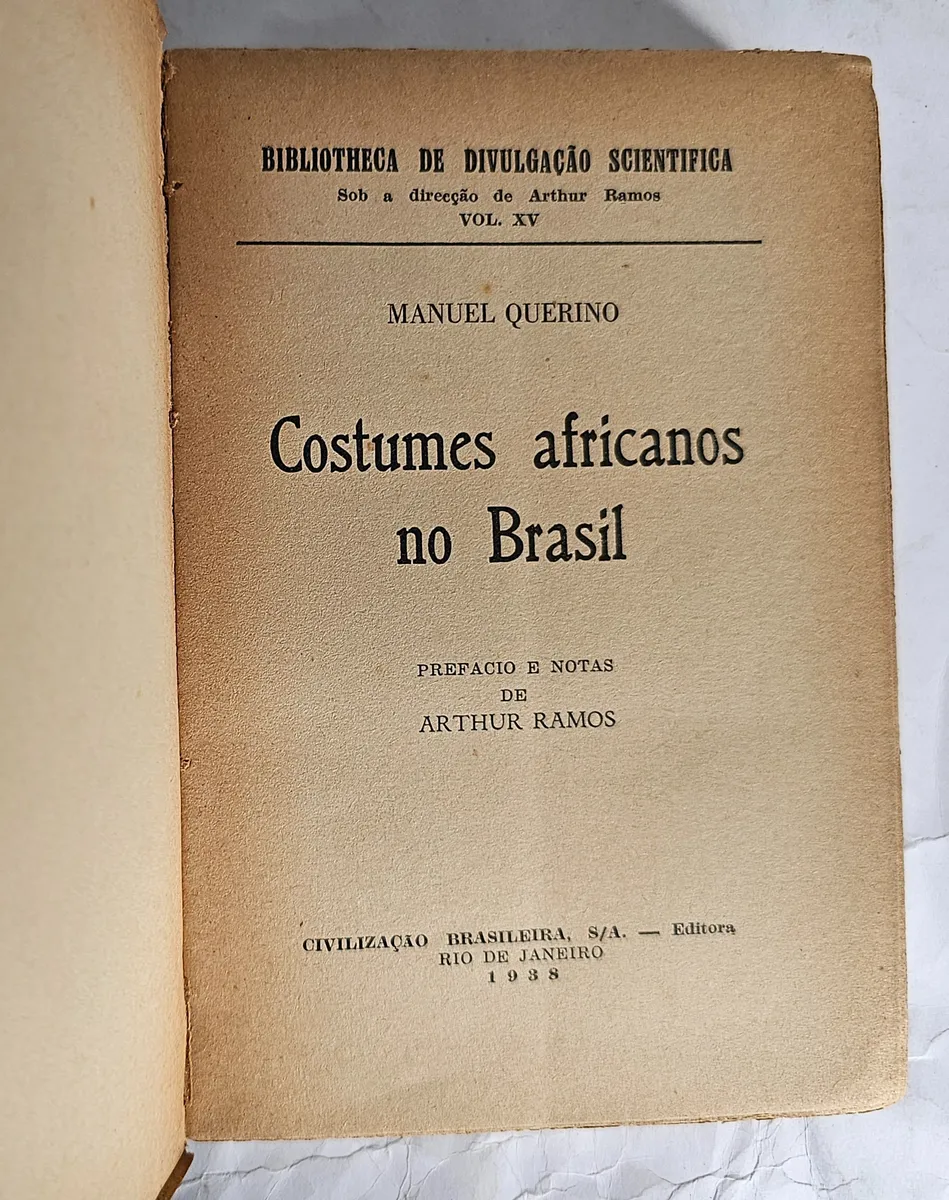 BIBLIOTHECA DE DIVULGAÇÃO SCIENTIFICA
Sob a direcção de Arthur Ramos
VOL. XV
MANUEL QUERINO
Costumes africanos
no Brasil
PREFACIO E NOTAS
DE
ARTHUR RAMOS
CIVILIZAÇÃO BRASILEIRA, S/A. — Editora
RIO DE JANEIRO
1938